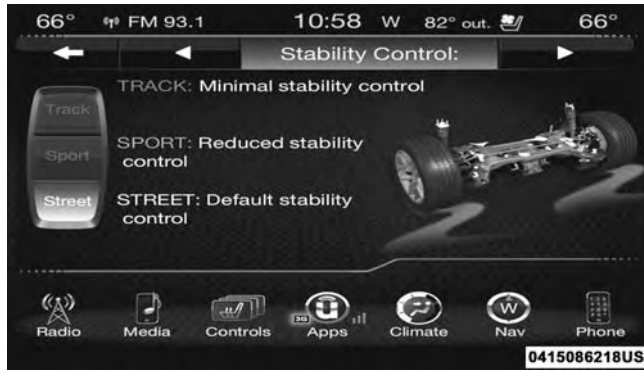 66° FM 93.1 10:58 W 82° out. 66°
Stability Control:
TRACK: Minimal stability control
Track
Sport
Street
SPORT: Reduced stability
control
STREET: Default stability
control
Radio Media Controls 3G Apps Climate W Nav Phone
0415086218US